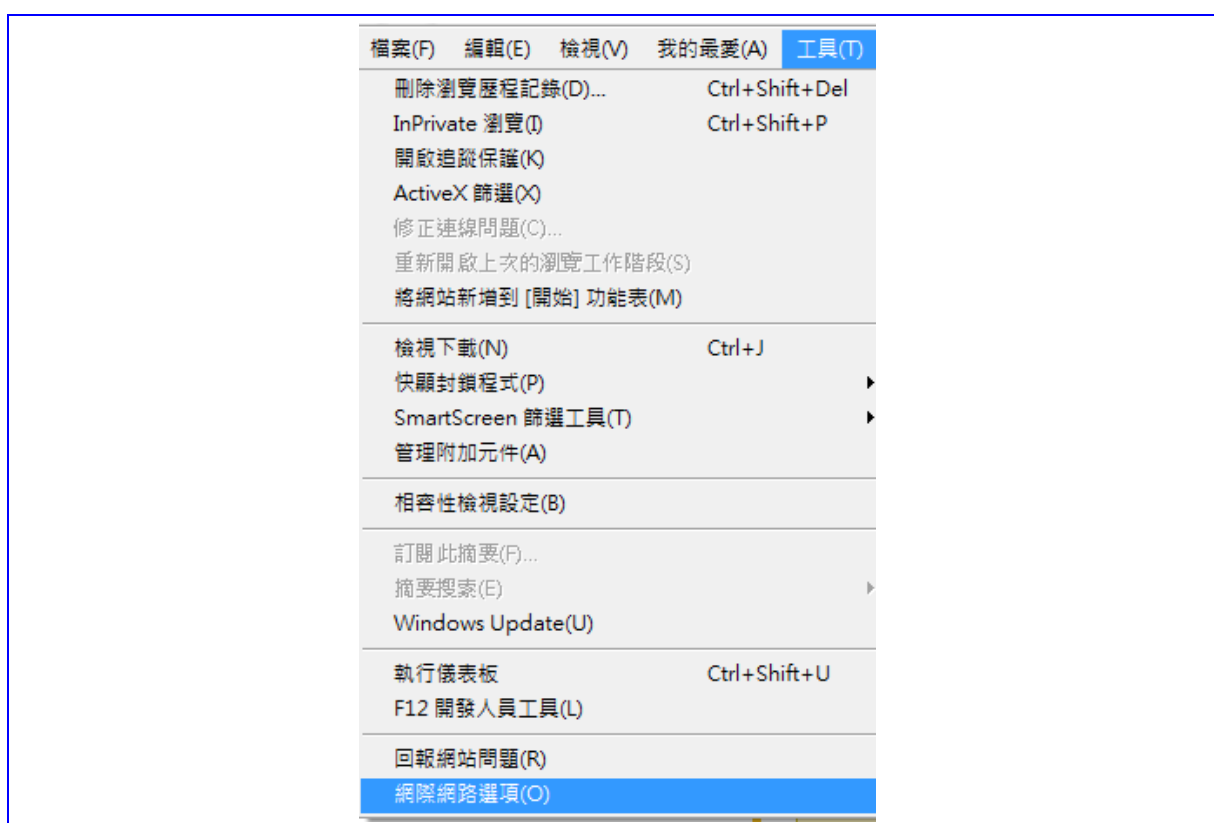 檔案(F) 編輯(E) 檢視(V) 我的最愛(A) 工具(T)
刪除瀏覽歷程記錄(D)... Ctrl+Shift+Del
InPrivate 瀏覽(I) Ctrl+Shift+P
開啟追蹤保護(K)
ActiveX 篩選(X)
修正連線問題(C)...
重新開啟上次的瀏覽工作階段(S)
將網站新增到 [開始] 功能表(M)
檢視下載(N) Ctrl+J
快顯封鎖程式(P)
SmartScreen 篩選工具(T)
管理附加元件(A)
相容性檢視設定(B)
訂閱此摘要(F)...
摘要搜索(E)
Windows Update(U)
執行儀表板 Ctrl+Shift+U
F12 開發人員工具(L)
回報網站問題(R)
網際網路選項(O)